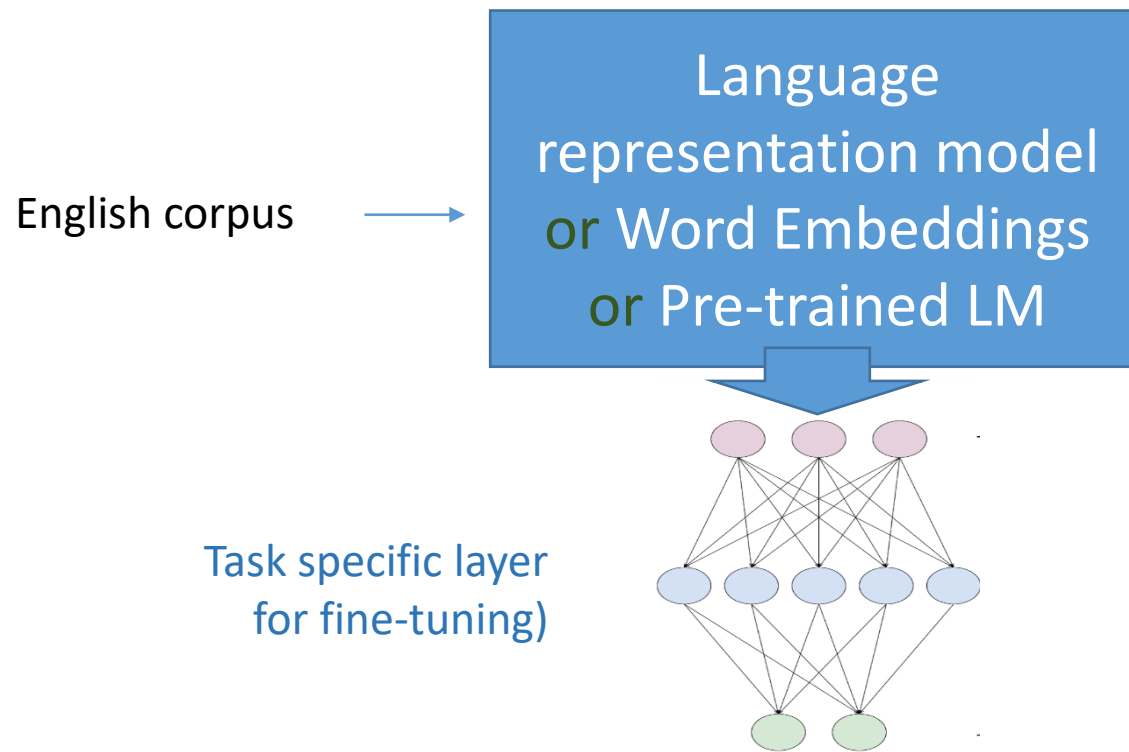 Language
representation model
or Word Embeddings
or Pre-trained LM
English corpus
Task specific layer
for fine-tuning)